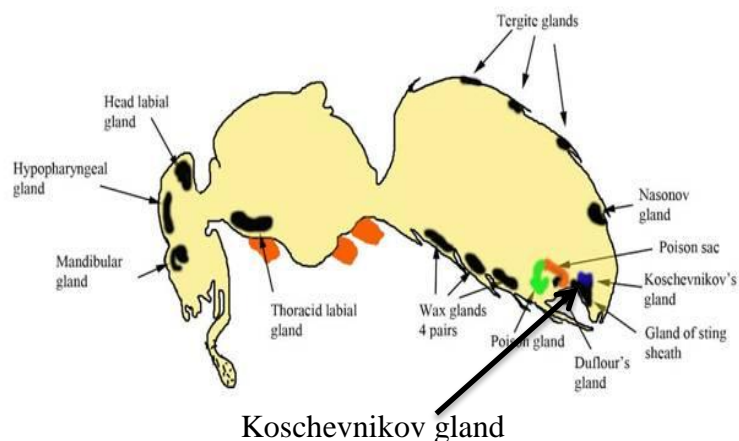 Tergite glands
Head labial
gland
Hypopharyngeal
gland
Mandibular
gland
Thoracid labial
gland
Wax glands
4 pairs
Poison gland
Duflour's
gland
Nasonov
gland
Poison sac
Koschevnikov's
gland
Gland of sting
sheath
Koschevnikov gland